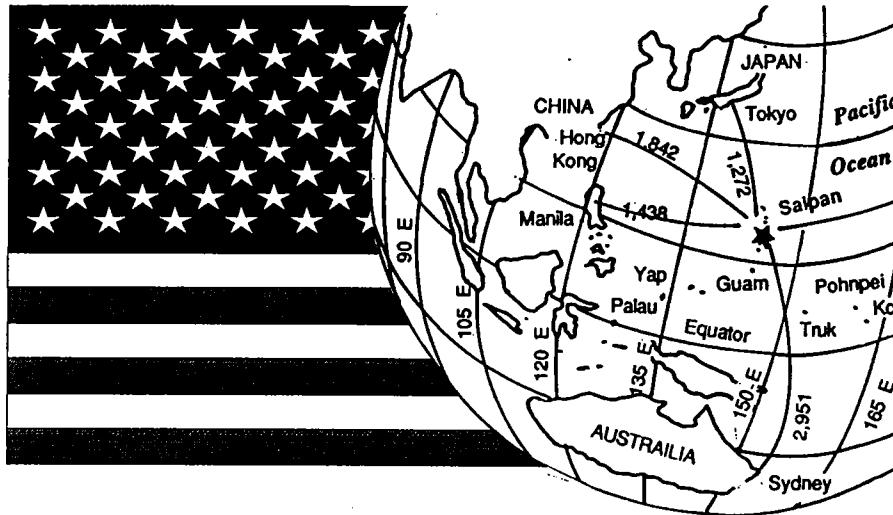 JAPAN
Tokyo
Pacific
Ocean
CHINA
Hong
Kong
1,842
1,272
Saipan
Manila
1,438
90 E
Yap
Guam
Pohnpei
Palau
Truk
Ko
Equator
105 E
120 E
135 E
150 E
165 E
2,951
AUSTRAILIA
Sydney